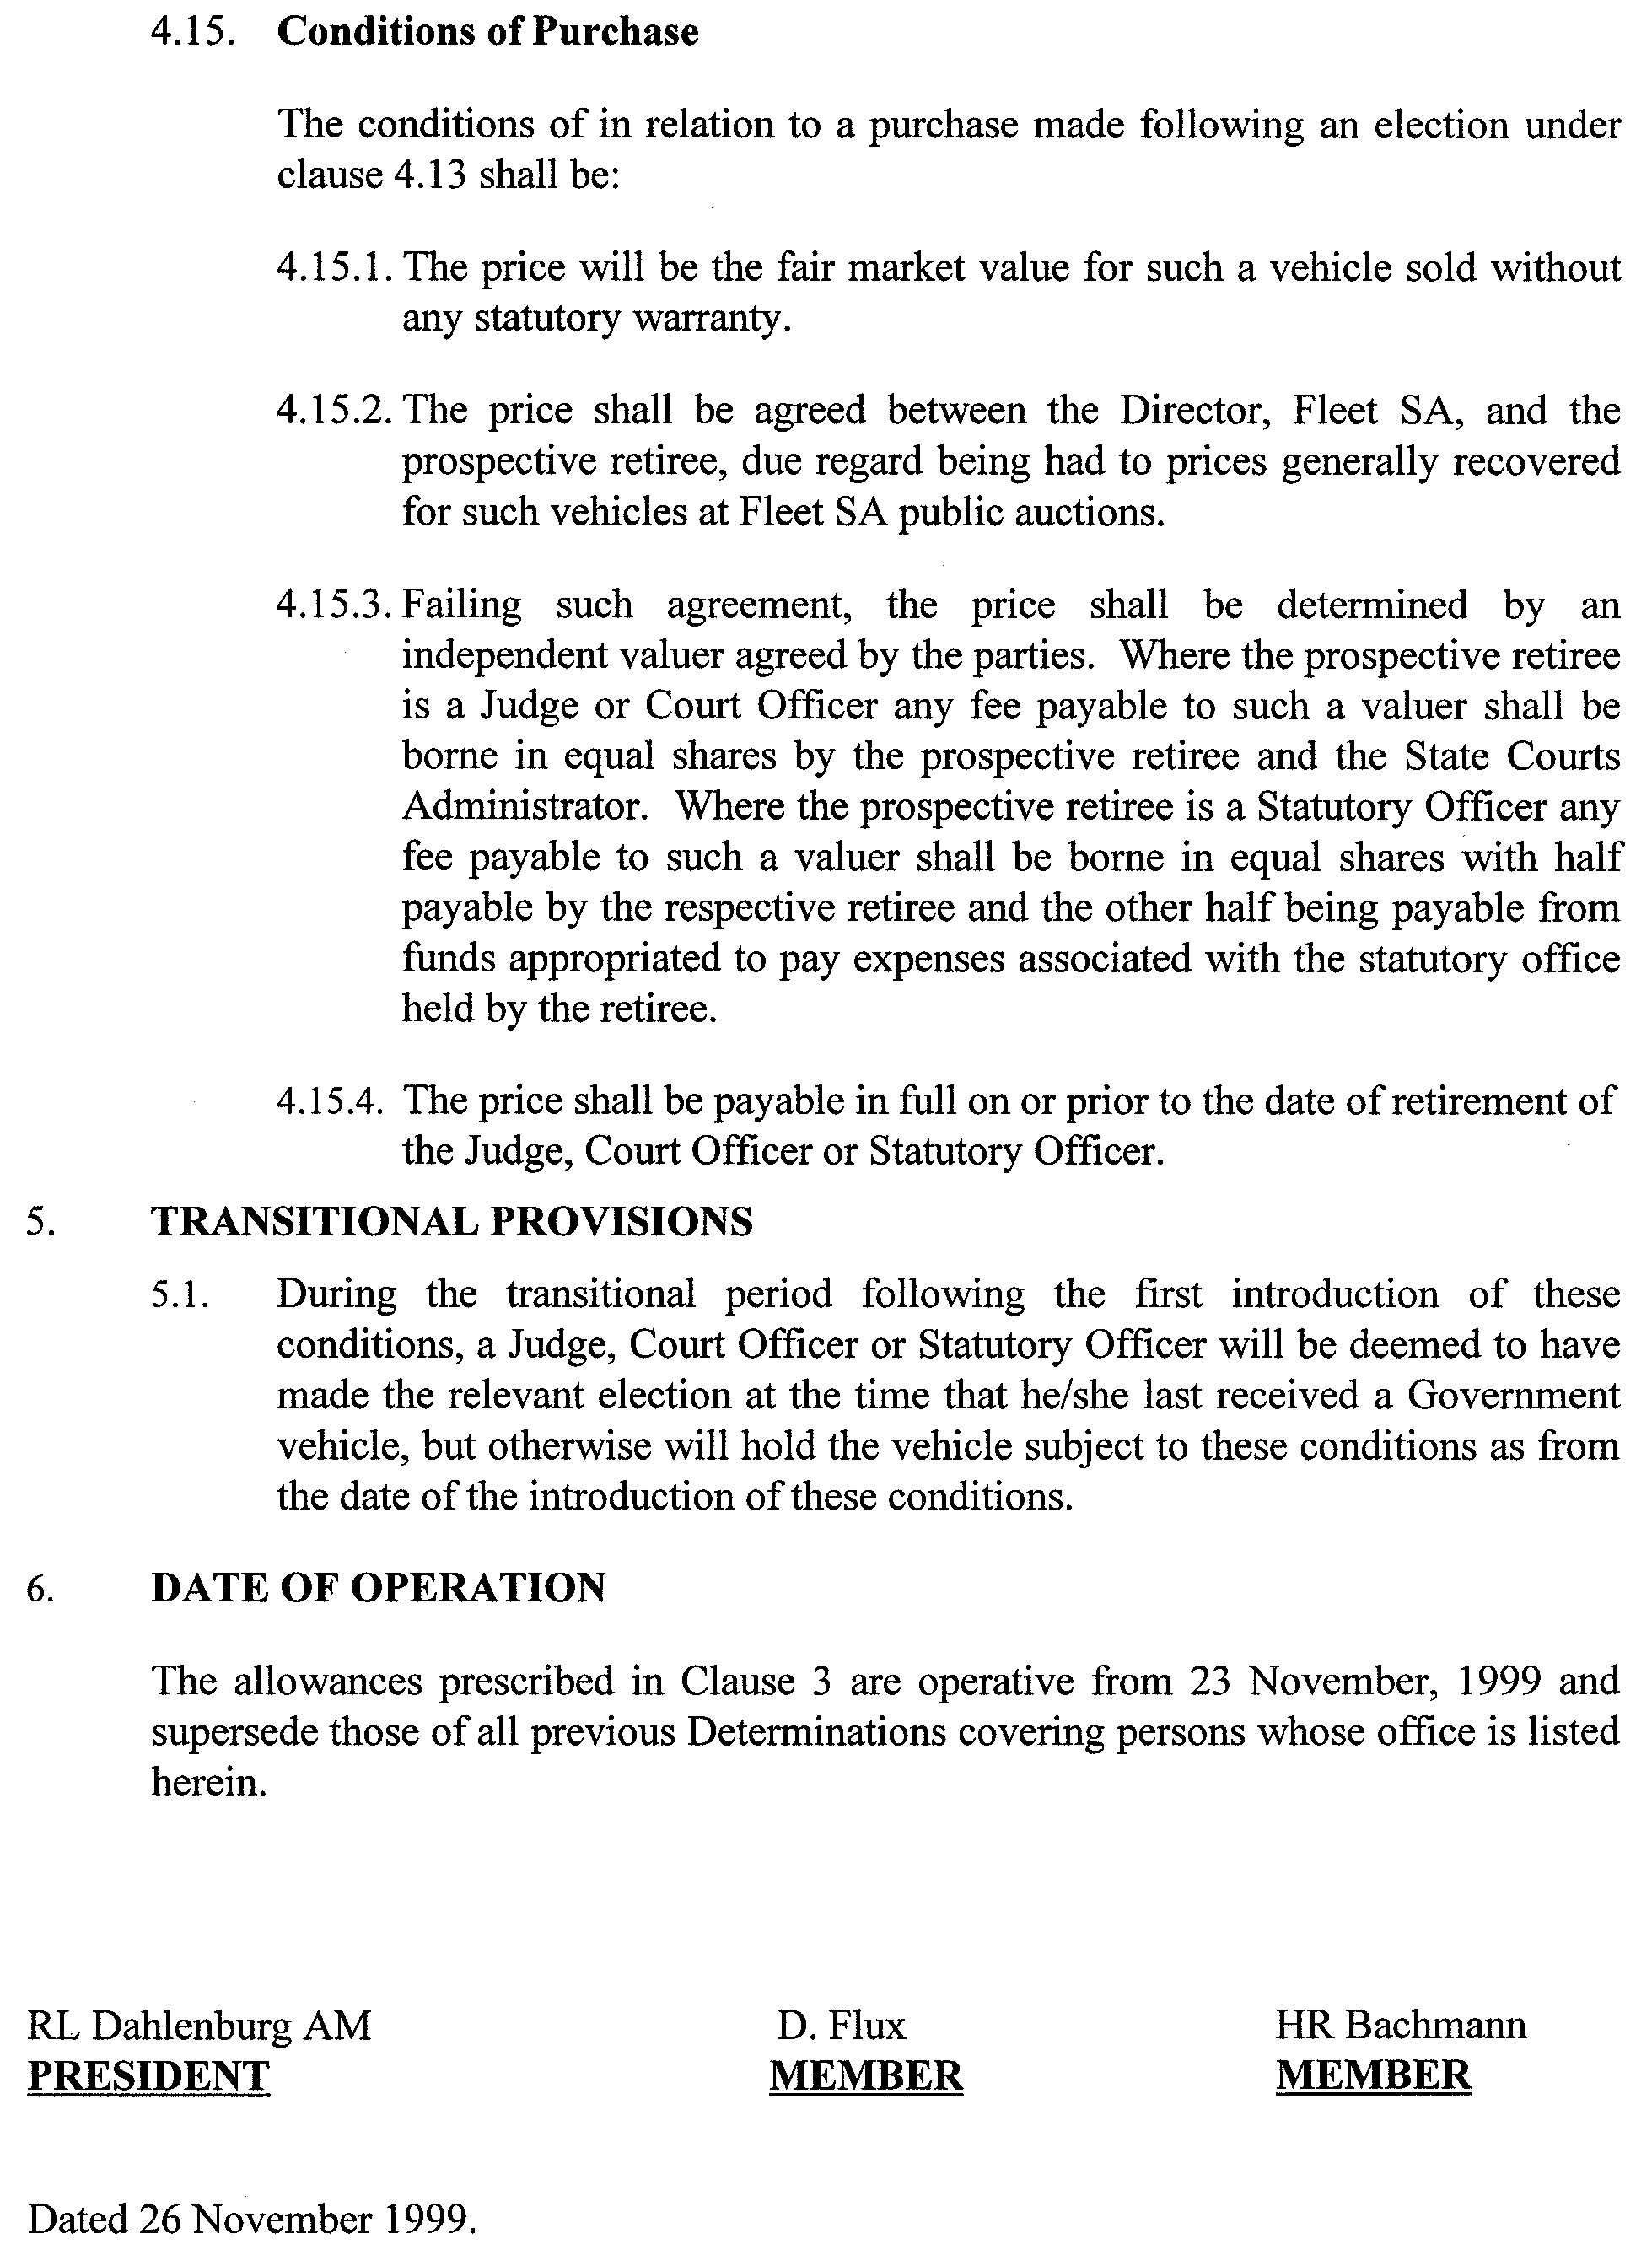 4.15. Conditions of Purchase
The conditions of in relation to a purchase made following an election under
clause 4.13 shall be:
4.15.1. The price will be the fair market value for such a vehicle sold without
any statutory warranty.
4.15.2. The price shall be agreed between the Director, Fleet SA, and the
prospective retiree, due regard being had to prices generally recovered
for such vehicles at Fleet SA public auctions.
4.15.3. Failing such agreement, the price shall be determined by an
independent valuer agreed by the parties. Where the prospective retiree
is a Judge or Court Officer any fee payable to such a valuer shall be
borne in equal shares by the prospective retiree and the State Courts
Administrator. Where the prospective retiree is a Statutory Officer any
fee payable to such a valuer shall be borne in equal shares with half
payable by the respective retiree and the other half being payable from
funds appropriated to pay expenses associated with the statutory office
held by the retiree.
4.15.4. The price shall be payable in full on or prior to the date of retirement of
the Judge, Court Officer or Statutory Officer.
5. TRANSITIONAL PROVISIONS
5.1. During the transitional period following the first introduction of these
conditions, a Judge, Court Officer or Statutory Officer will be deemed to have
made the relevant election at the time that he/she last received a Government
vehicle, but otherwise will hold the vehicle subject to these conditions as from
the date of the introduction of these conditions.
6. DATE OF OPERATION
The allowances prescribed in Clause 3 are operative from 23 November, 1999 and
supersede those of all previous Determinations covering persons whose office is listed
herein.
RL Dahlenburg AM D. Flux HR Bachmann
PRESIDENT MEMBER MEMBER
Dated 26 November 1999.